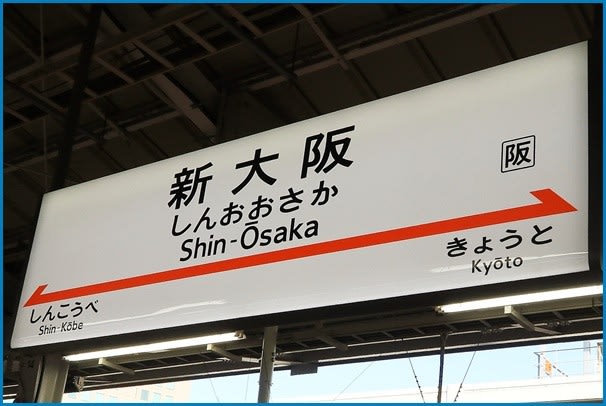 新大阪
阪
しんおおさか
Shin-Ōsaka
きょうと
Kyōto
しんこうべ
Shin-Kōbe